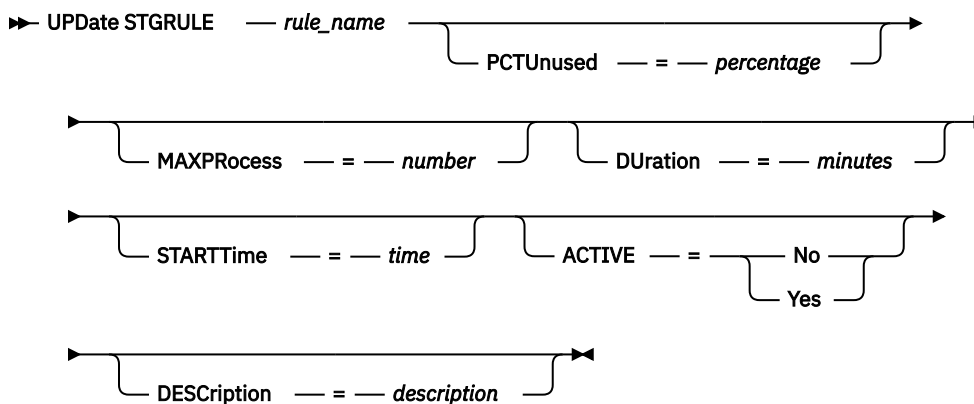 UPDate STGRULE rule_name
PCTUnused = percentage
MAXPRocess = number DUration = minutes
STARTTime = time ACTIVE = No
Yes
DESCription = description